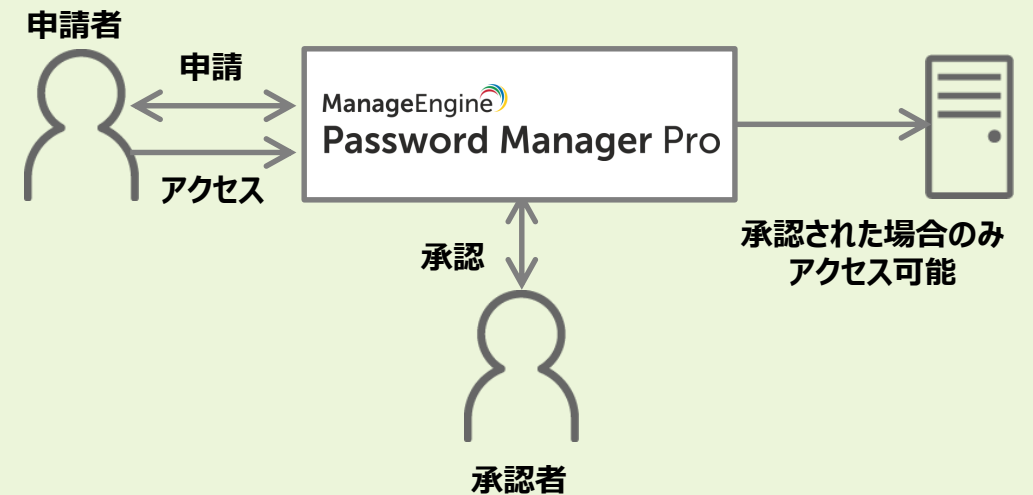 申請者
申請
アクセス
ManageEngine
Password Manager Pro
承認
承認された場合のみ
アクセス可能
承認者